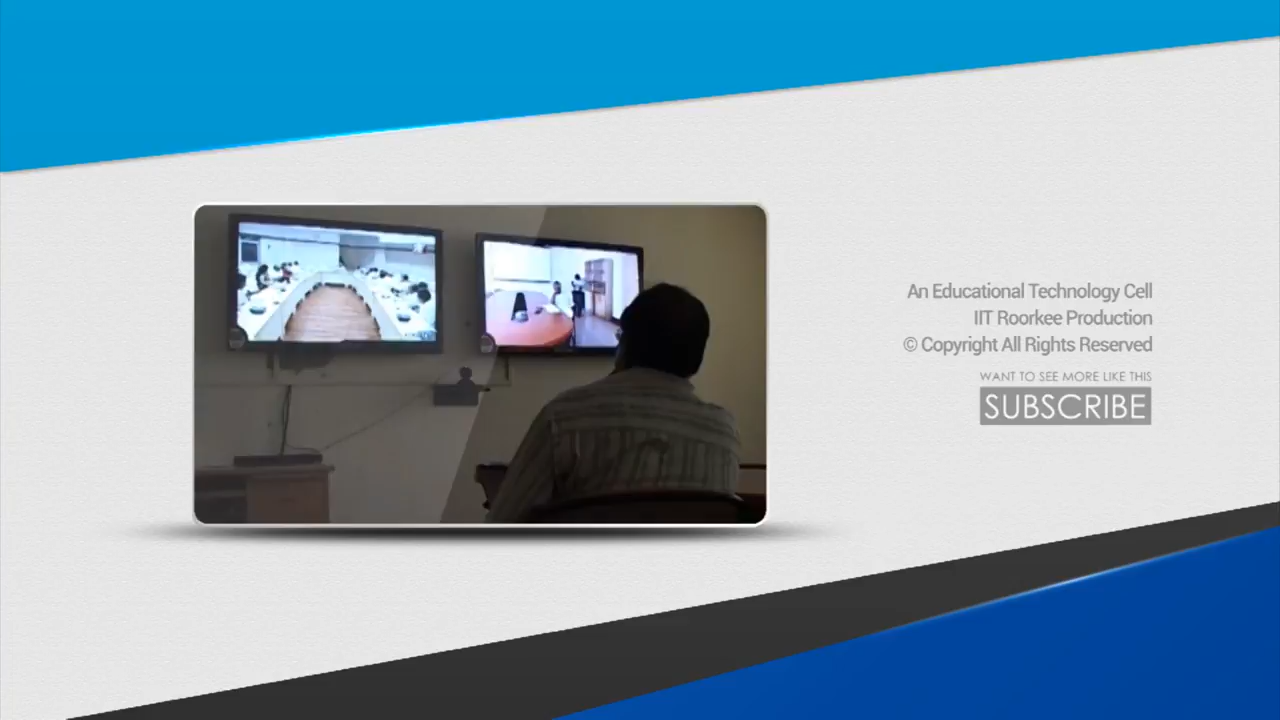 An Educational Technology Cell
IIT Roorkee Production
© Copyright All Rights Reserved
WANT TO SEE MORE LIKE THIS
SUBSCRIBE